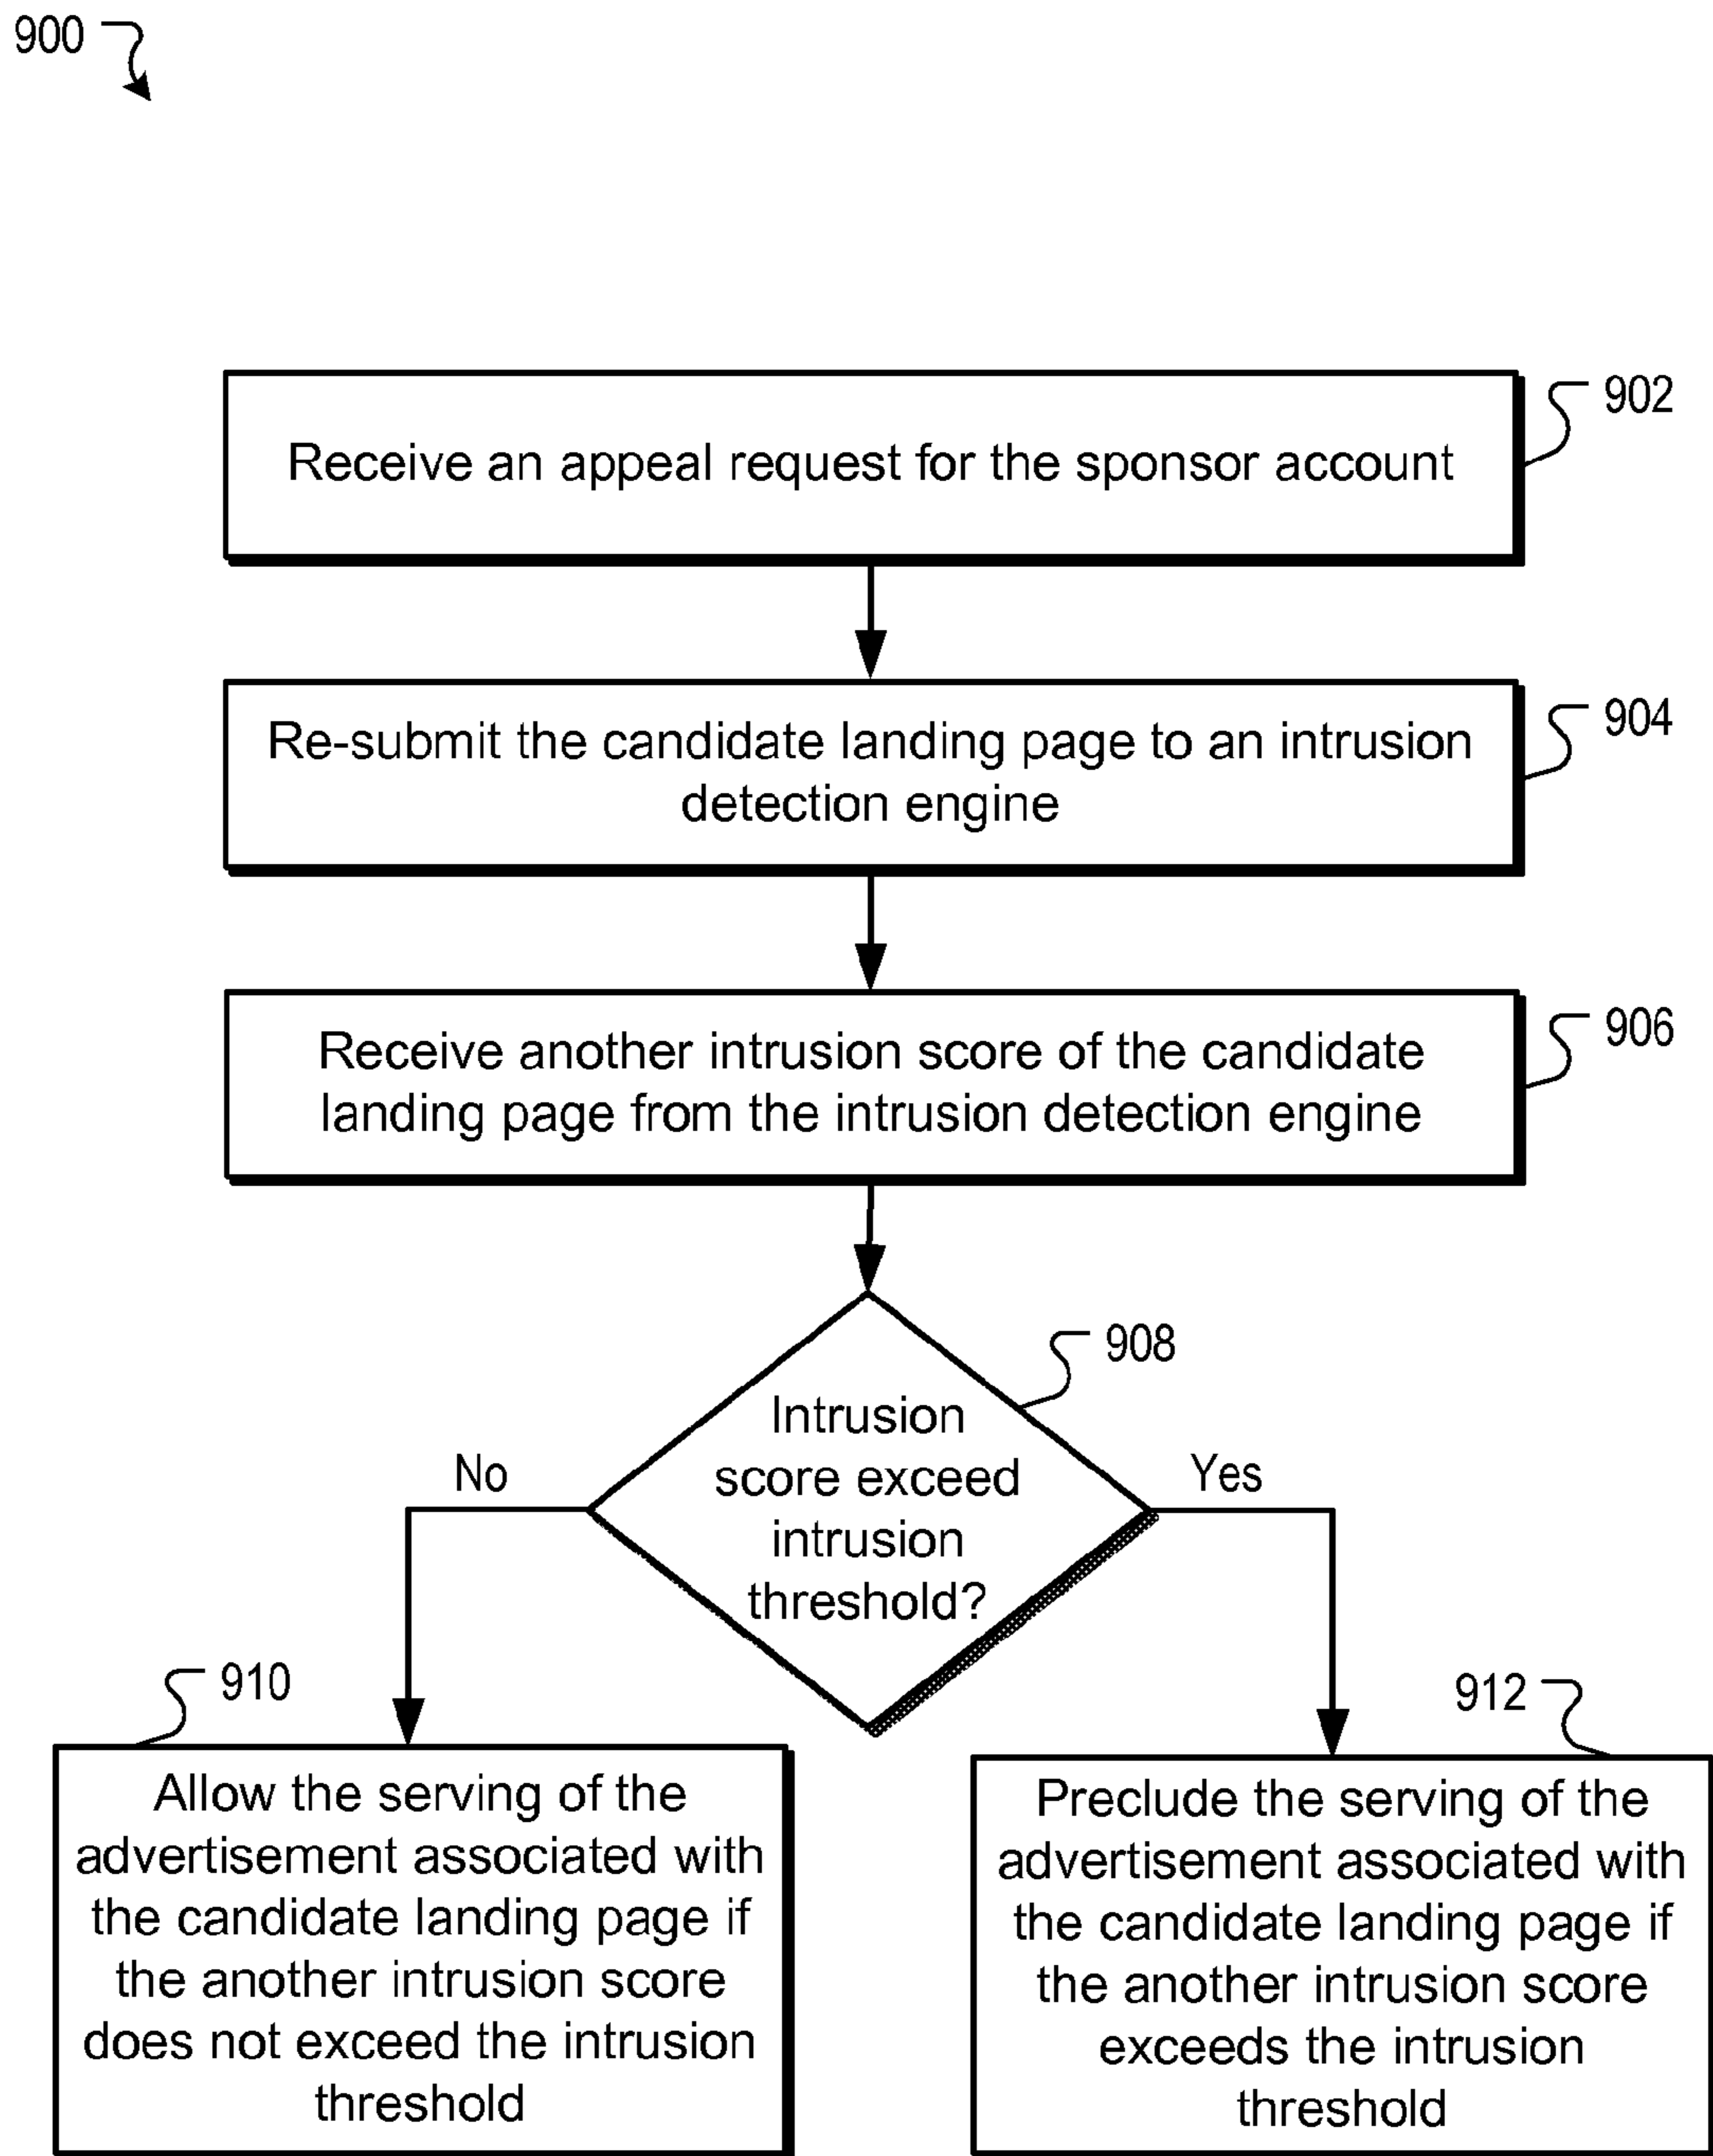 900
902
Receive an appeal request for the sponsor account
904
Re-submit the candidate landing page to an intrusion
detection engine
906
Receive another intrusion score of the candidate
landing page from the intrusion detection engine
908
Intrusion
score exceed
intrusion
threshold?
No
Yes
910
Allow the serving of the
advertisement associated with
the candidate landing page if
the another intrusion score
does not exceed the intrusion
threshold
912
Preclude the serving of the
advertisement associated with
the candidate landing page if
the another intrusion score
exceeds the intrusion
threshold